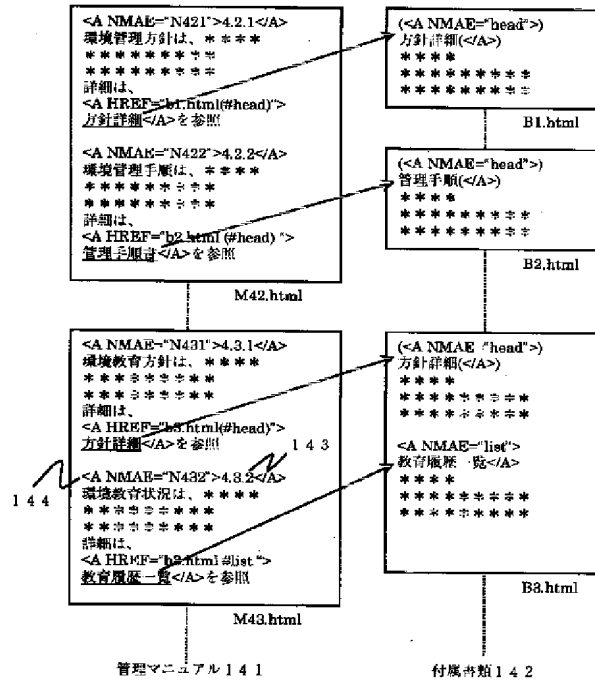 <A NMAE="N421">4.2.1</A>
環境管理方針は、＊＊＊＊
＊＊＊＊＊＊＊＊＊
＊＊＊＊＊＊＊＊＊
詳細は、
<A HREF="b1.html(#head)">
方針詳細</A>を参照
<A NMAE="N422">4.2.2</A>
環境管理手順は、＊＊＊＊
＊＊＊＊＊＊＊＊＊
＊＊＊＊＊＊＊＊＊
詳細は、
<A HREF="b2.html (#head) ">
管理手順書</A>を参照
M42.html
<A NMAE="N431">4.3.1</A>
環境教育方針は、＊＊＊＊
＊＊＊＊＊＊＊＊＊
＊＊＊＊＊＊＊＊＊
詳細は、
<A HREF="b3.html(#head)">
方針詳細</A>を参照
143
<A NMAE="N432">4.3.2</A>
144
環境教育状況は、＊＊＊＊
＊＊＊＊＊＊＊＊＊
＊＊＊＊＊＊＊＊＊
詳細は、
<A HREF="b2.html #list ">
教育履歴一覧</A>を参照
M43.html
管理マニュアル141
(<A NMAE="head">)
方針詳細(</A>)
＊＊＊＊
＊＊＊＊＊＊＊＊＊
＊＊＊＊＊＊＊＊＊
B1.html
(<A NMAE="head">)
管理手順(</A>)
＊＊＊＊
＊＊＊＊＊＊＊＊＊
＊＊＊＊＊＊＊＊＊
B2.html
(<A NMAE "head">)
方針詳細(</A>)
＊＊＊＊
＊＊＊＊＊＊＊＊＊
＊＊＊＊＊＊＊＊＊
<A NMAE="list">
教育履歴一覧</A>
＊＊＊＊
＊＊＊＊＊＊＊＊＊
＊＊＊＊＊＊＊＊＊
B3.html
付属書類142